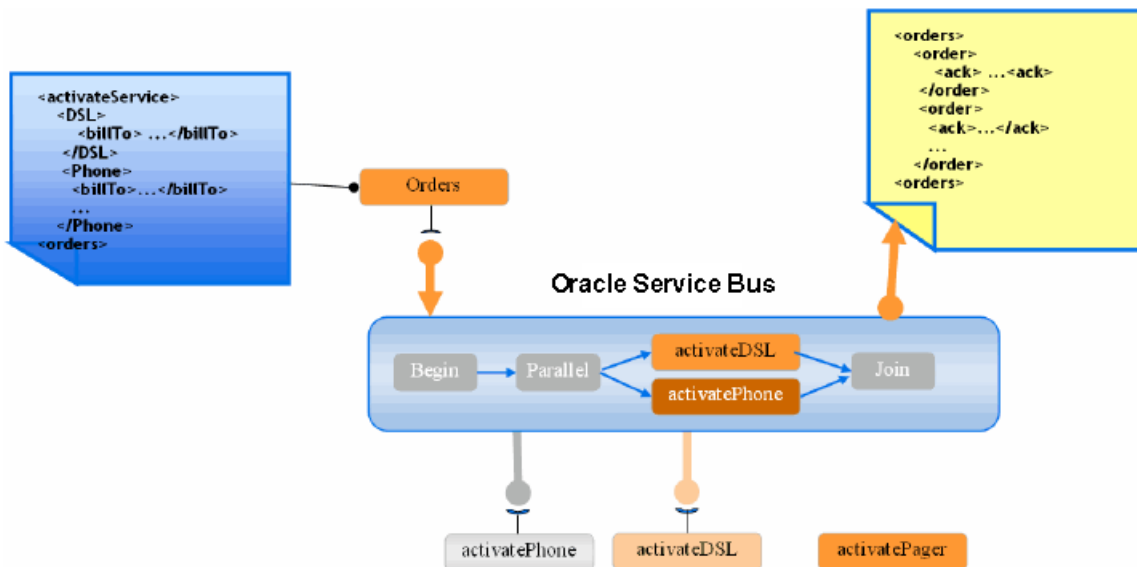 <activateService>
<DSL>
<billTo> ...</billTo>
</DSL>
<Phone>
<billTo>...</billTo>
...
</Phone>
<orders>
Orders
<orders>
<order>
<ack> ...<ack>
</order>
<order>
<ack>...</ack>
...
</order>
<orders>
Oracle Service Bus
Begin
Parallel
activateDSL
activatePhone
Join
activatePhone
activateDSL
activatePager